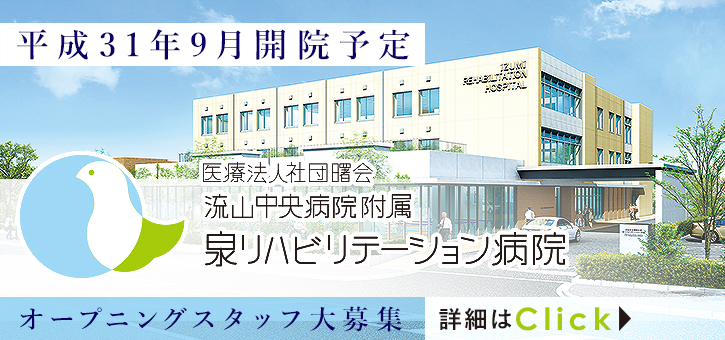 平成31年9月開院予定
IZUMI
REHABILITATION
HOSPITAL
医療法人社団曙会
流山中央病院附属
泉リハビリテーション病院
オープニングスタッフ大募集
詳細はClick▶